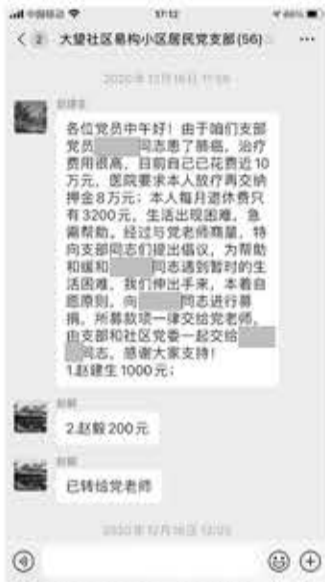 17:12
2 大望社区易构小区居民党支部(56)
2020年12月16日
各位党员中午好！由于咱们支部
党员 同志患了肺癌，治疗
费用很高，目前自己已花费近10
万元，医院要求本人放疗再交纳
押金8万元；本人每月退休费只
有3200元，生活出现困难，急
需帮助。经过与党老师商量，特
向支部同志们提出倡议，为帮助
和缓和 同志遇到暂时的生
活困难，我们伸出手来，本着自
愿原则，向 同志进行募
捐，所募款项一律交给党老师，
由支部和社区党委一起交给
同志，感谢大家支持！
1.赵建生1000元；
赵毅
2.赵毅200元
赵毅
已转给党老师
2020年12月16日